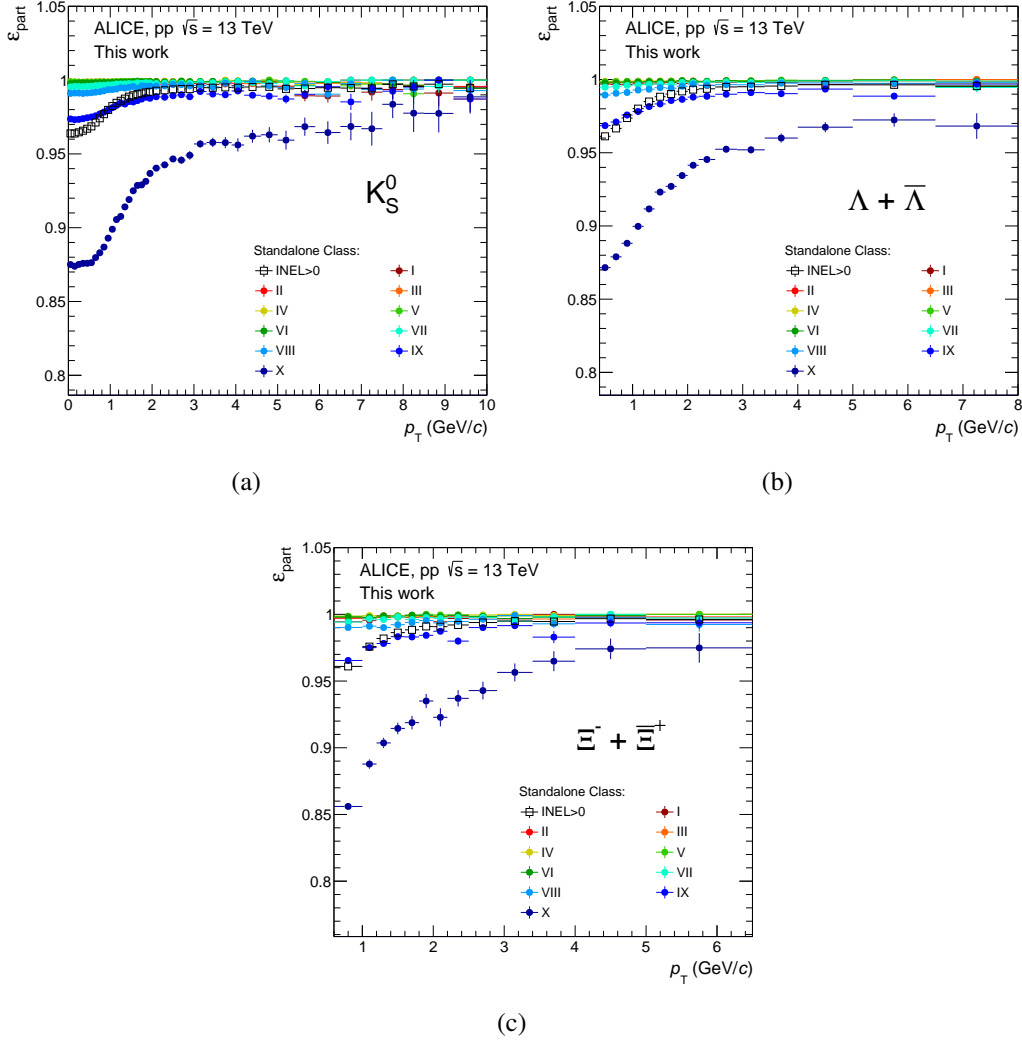 ε_part
1.05
1
0.95
0.9
0.85
0.8
ALICE, pp √s = 13 TeV
This work
K⁰_S
Standalone Class:
INEL>0 I
II III
IV V
VI VII
VIII IX
X
0 1 2 3 4 5 6 7 8 9 10
p_T (GeV/c)
(a)
ε_part
1.05
1
0.95
0.9
0.85
0.8
ALICE, pp √s = 13 TeV
This work
Λ + Λ̅
Standalone Class:
INEL>0 I
II III
IV V
VI VII
VIII IX
X
1 2 3 4 5 6 7 8
p_T (GeV/c)
(b)
ε_part
1.05
1
0.95
0.9
0.85
0.8
ALICE, pp √s = 13 TeV
This work
Ξ⁻ + Ξ̅⁺
Standalone Class:
INEL>0 I
II III
IV V
VI VII
VIII IX
X
1 2 3 4 5 6
p_T (GeV/c)
(c)